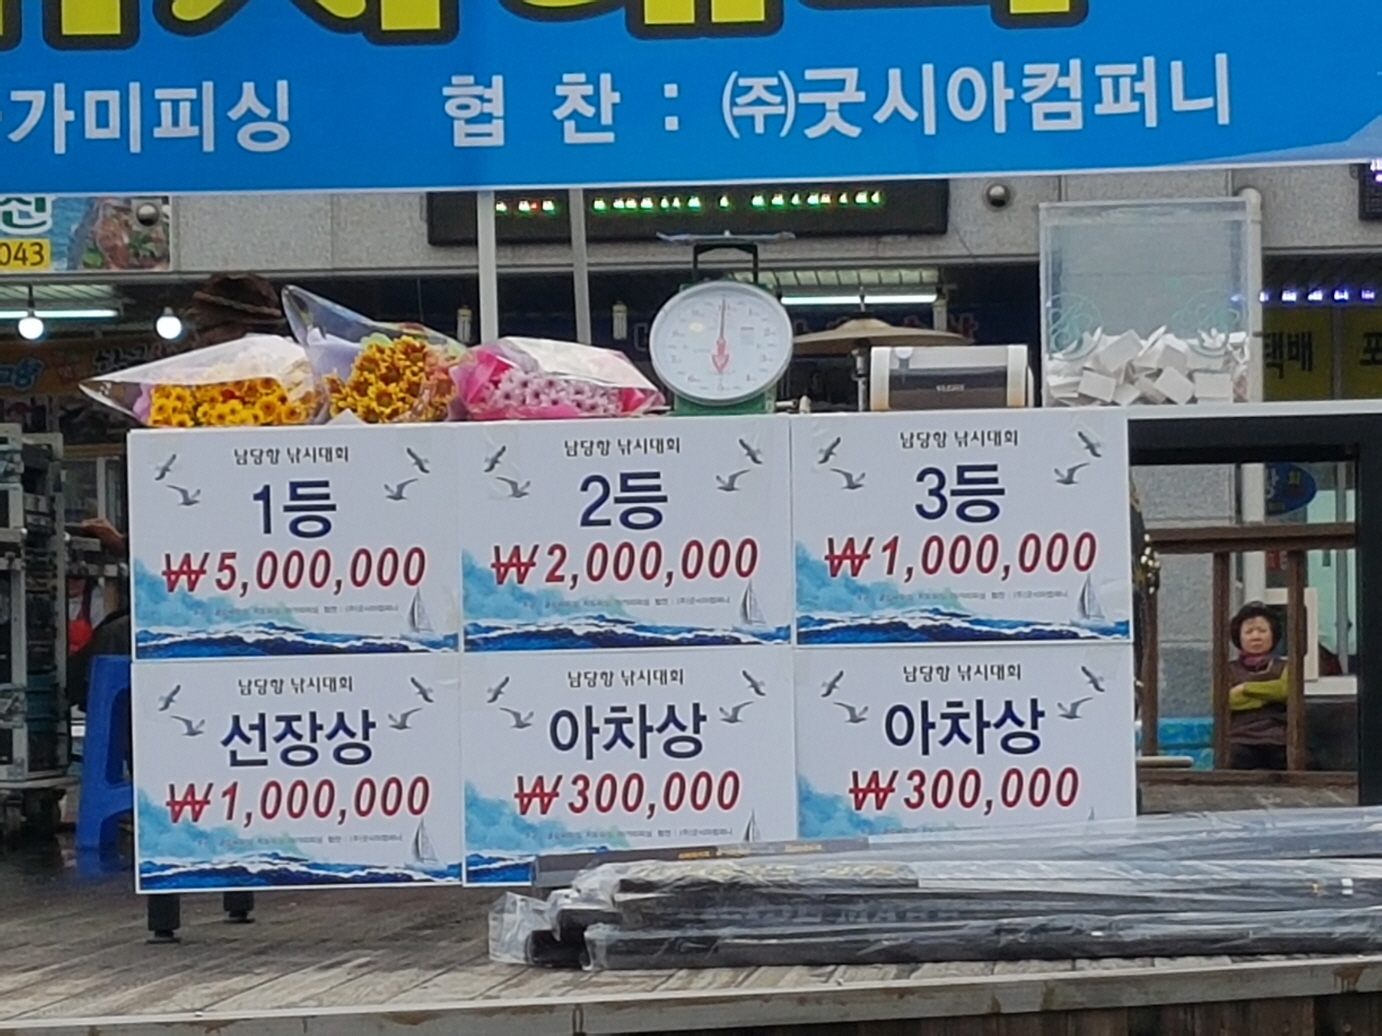 가미피싱 협 찬 : ㈜굿시아컴퍼니
043
택배
남당항 낚시대회
1등
₩5,000,000
남당항 낚시대회
2등
₩2,000,000
남당항 낚시대회
3등
₩1,000,000
남당항 낚시대회
선장상
₩1,000,000
남당항 낚시대회
아차상
₩300,000
남당항 낚시대회
아차상
₩300,000